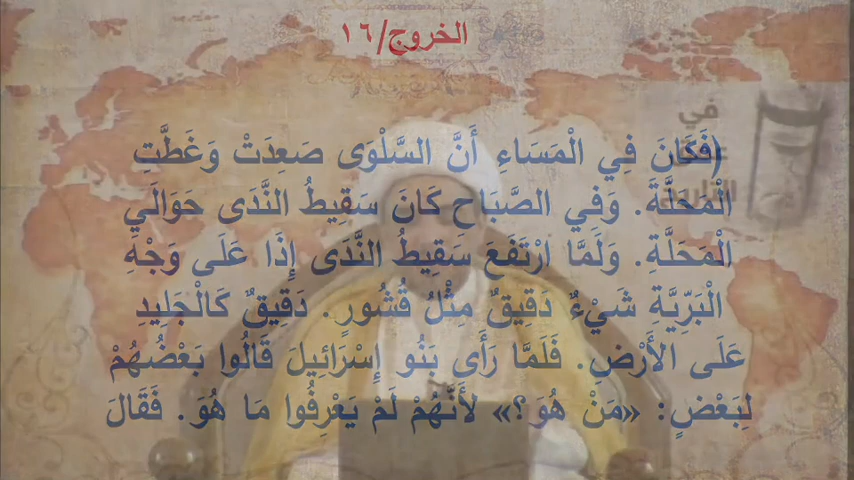 الخروج/١٦
في
(فَكَانَ فِي الْمَسَاءِ أَنَّ السَّلْوَى صَعِدَتْ وَغَطَّتِ
الْمَحَلَّةَ. وَفِي الصَّبَاحِ كَانَ سَقِيطُ النَّدَى حَوَالَيِ
الْمَحَلَّةِ. وَلَمَّا ارْتَفَعَ سَقِيطُ النَّدَى إِذَا عَلَى وَجْهِ
الْبَرِّيَّةِ شَيْءٌ دَقِيقٌ مِثْلُ قُشُورٍ. دَقِيقٌ كَالْجَلِيدِ
عَلَى الأَرْضِ. فَلَمَّا رَأَى بَنُو إِسْرَائِيلَ قَالُوا بَعْضُهُمْ
لِبَعْضٍ: «مَنْ هُوَ؟» لأَنَّهُمْ لَمْ يَعْرِفُوا مَا هُوَ. فَقَالَ